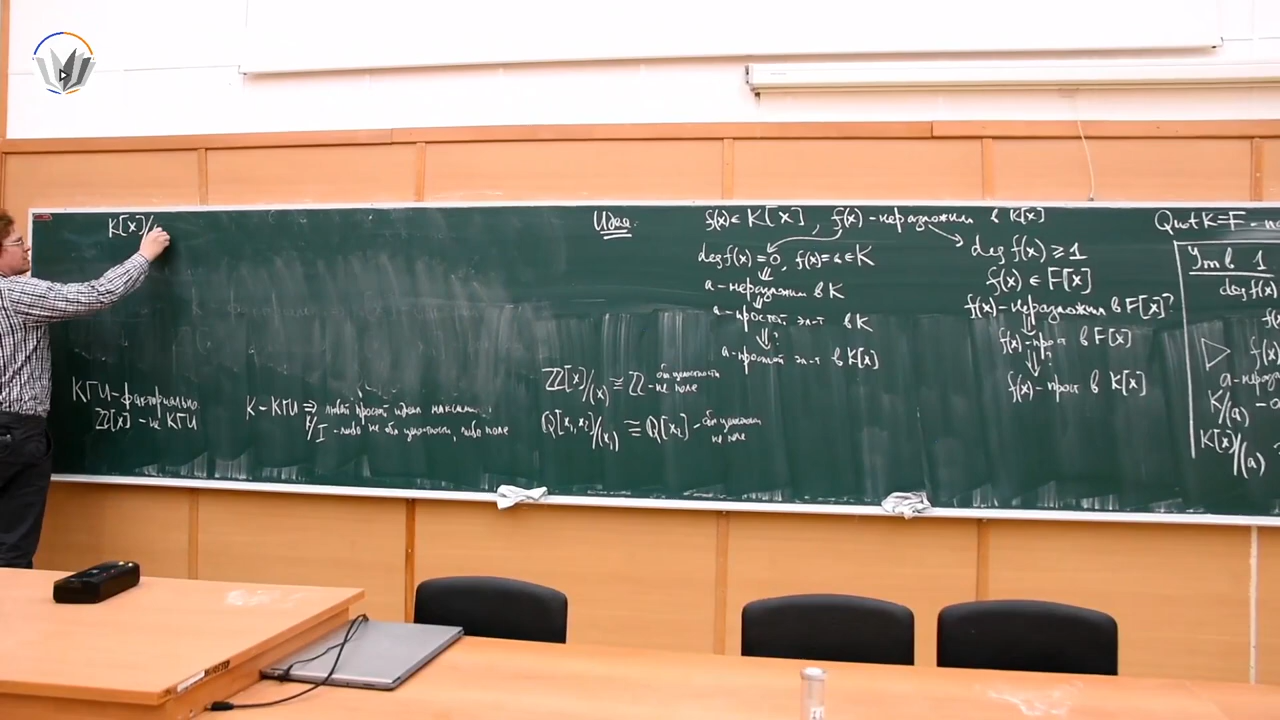 K[x]/
КГИ-факториально
ℤ[x] - не КГИ
K - КГИ ⇒ любой простой идеал максим.
K/I - либо не обл целостности, либо поле
ℤ[x]/(x) ≅ ℤ - обл целостности не поле
ℚ[x₁,x₂]/(x₁) ≅ ℚ[x₂] - обл целостн не поле
Идея:
f(x) ∈ K[x], f(x) - неразложим в K[x]
deg f(x) = 0, f(x) = a ∈ K
⇓
a - неразложим в K
⇓
a - простой эл-т в K
⇓?
a - простой эл-т в K[x]
deg f(x) ≥ 1
f(x) ∈ F[x]
f(x) - неразложим в F[x]?
⇓
f(x) - прост в F[x]
⇓?
f(x) - прост в K[x]
Quot K = F - по
Утв 1
deg f(x)
f(
▷ f(x)
a - неразл
K/(a) - о
K[x]/(a)